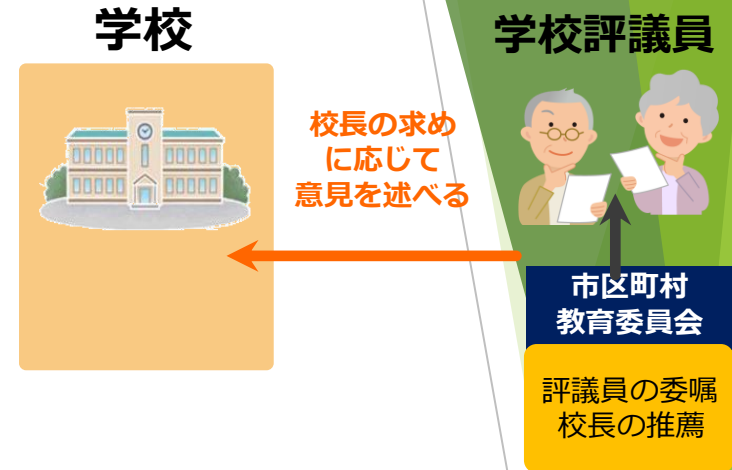 学校
学校評議員
校長の求め
に応じて
意見を述べる
市区町村
教育委員会
評議員の委嘱
校長の推薦